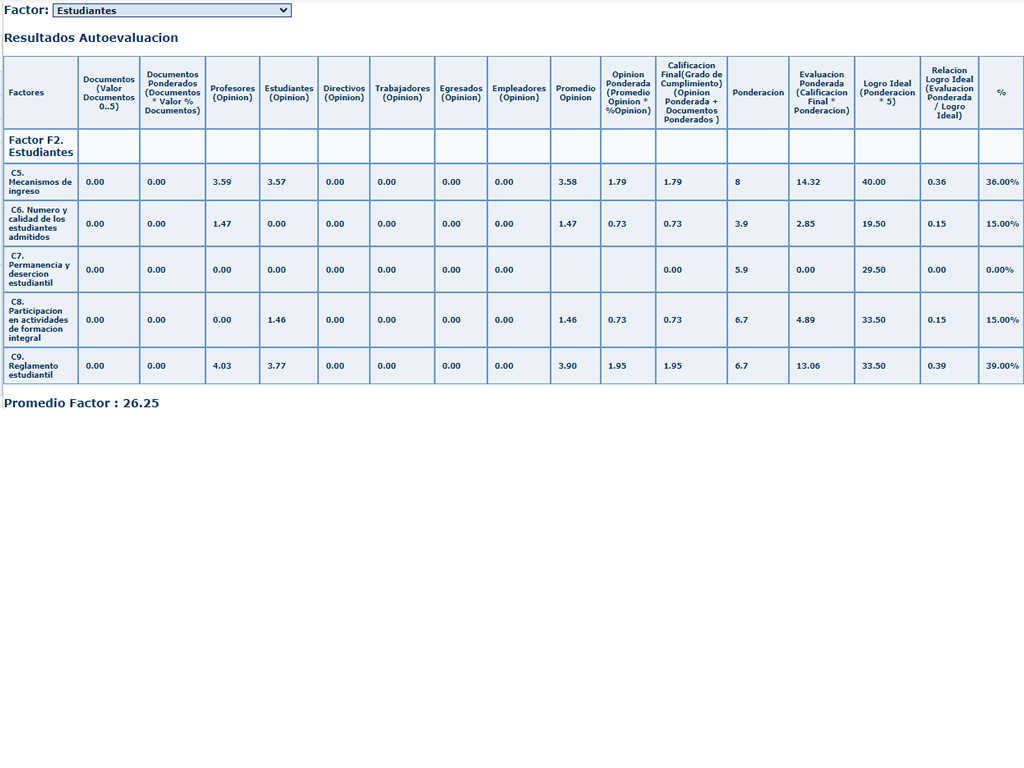 Factor: Estudiantes
Resultados Autoevaluacion
Factores
Documentos
(Valor
Documentos
0..5)
Documentos
Ponderados
(Documentos
* Valor %
Documentos)
Profesores
(Opinion)
Estudiantes
(Opinion)
Directivos
(Opinion)
Trabajadores
(Opinion)
Egresados
(Opinion)
Empleadores
(Opinion)
Promedio
Opinion
Opinion
Ponderada
(Promedio
Opinion *
%Opinion)
Calificacion
Final(Grado de
Cumplimiento)
(Opinion
Ponderada +
Documentos
Ponderados )
Ponderacion
Evaluacion
Ponderada
(Calificacion
Final *
Ponderacion)
Logro Ideal
(Ponderacion
* 5)
Relacion
Logro Ideal
(Evaluacion
Ponderada
/ Logro
Ideal)
%
Factor F2.
Estudiantes
C5.
Mecanismos de
ingreso
0.00 0.00 3.59 3.57 0.00 0.00 0.00 0.00 3.58 1.79 1.79 8 14.32 40.00 0.36 36.00%
C6. Numero y
calidad de los
estudiantes
admitidos
0.00 0.00 1.47 0.00 0.00 0.00 0.00 0.00 1.47 0.73 0.73 3.9 2.85 19.50 0.15 15.00%
C7.
Permanencia y
desercion
estudiantil
0.00 0.00 0.00 0.00 0.00 0.00 0.00 0.00 0.00 5.9 0.00 29.50 0.00 0.00%
C8.
Participacion
en actividades
de formacion
integral
0.00 0.00 0.00 1.46 0.00 0.00 0.00 0.00 1.46 0.73 0.73 6.7 4.89 33.50 0.15 15.00%
C9.
Reglamento
estudiantil
0.00 0.00 4.03 3.77 0.00 0.00 0.00 0.00 3.90 1.95 1.95 6.7 13.06 33.50 0.39 39.00%
Promedio Factor : 26.25